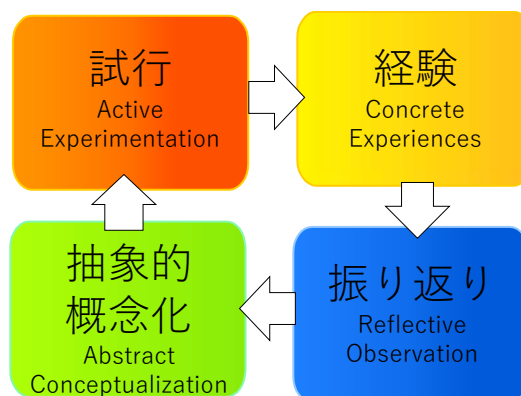 試行
Active
Experimentation
経験
Concrete
Experiences
抽象的
概念化
Abstract
Conceptualization
振り返り
Reflective
Observation